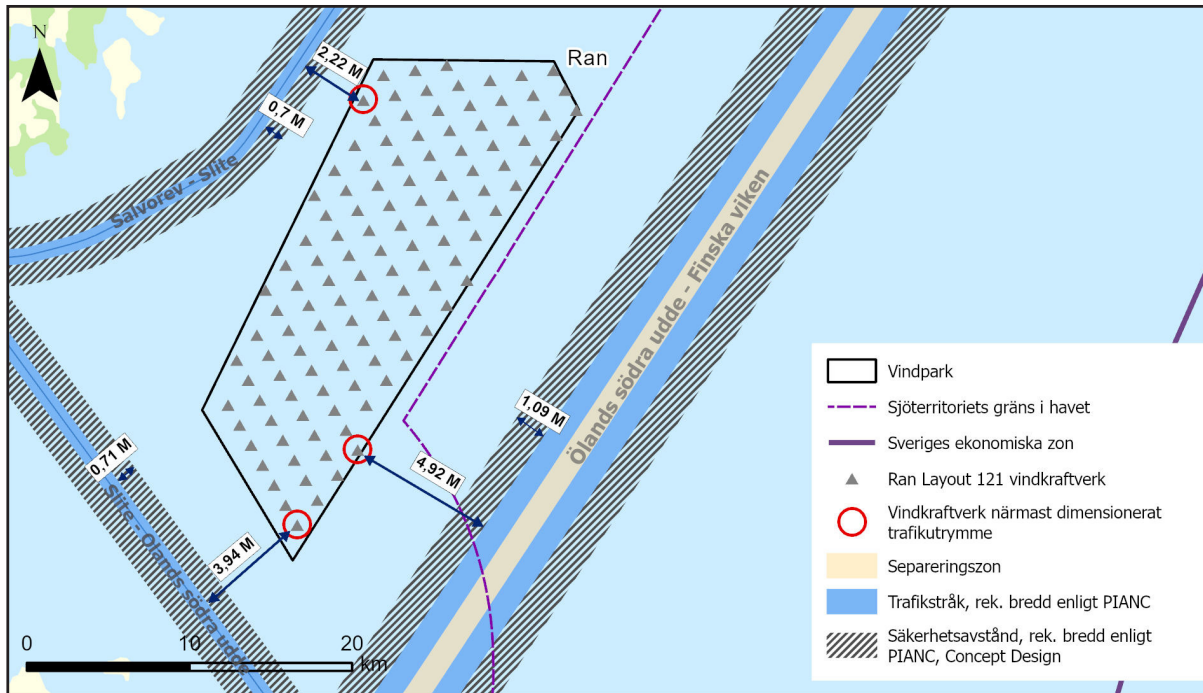 N
2,22 M
Ran
0,7 M
Salvorev - Slite
Ölands södra udde - Finska viken
1,09 M
4,92 M
0,71 M
Slite - Ölands södra udde
3,94 M
0 10 20
km
Vindpark
Sjöterritoriets gräns i havet
Sveriges ekonomiska zon
Ran Layout 121 vindkraftverk
Vindkraftverk närmast dimensionerat
trafikutrymme
Separeringszon
Trafikstråk, rek. bredd enligt PIANC
Säkerhetsavstånd, rek. bredd enligt
PIANC, Concept Design